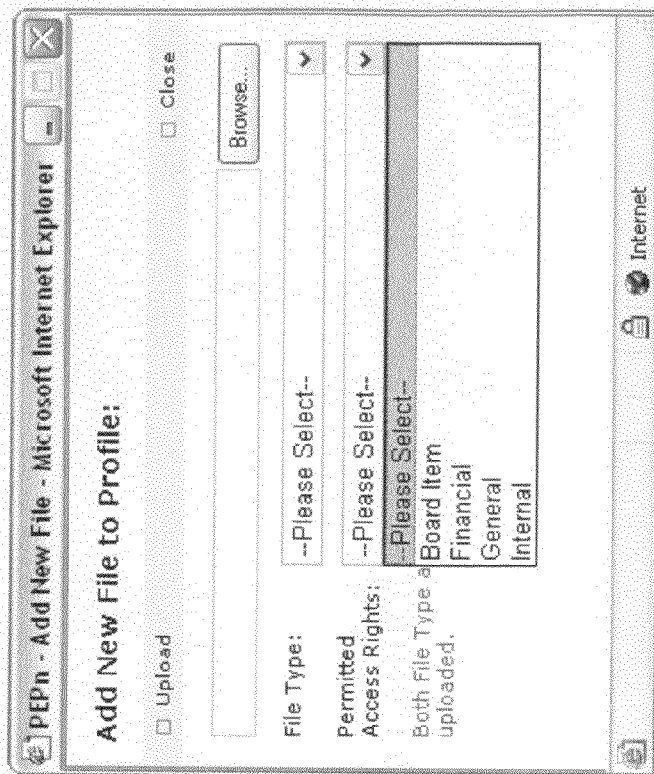 PEPn - Add New File - Microsoft Internet Explorer
Add New File to Profile:
Upload Close
Browse...
File Type: --Please Select--
Permitted
Access Rights: --Please Select--
--Please Select--
Board Item
Financial
General
Internal
Both File Type a
uploaded.
Internet